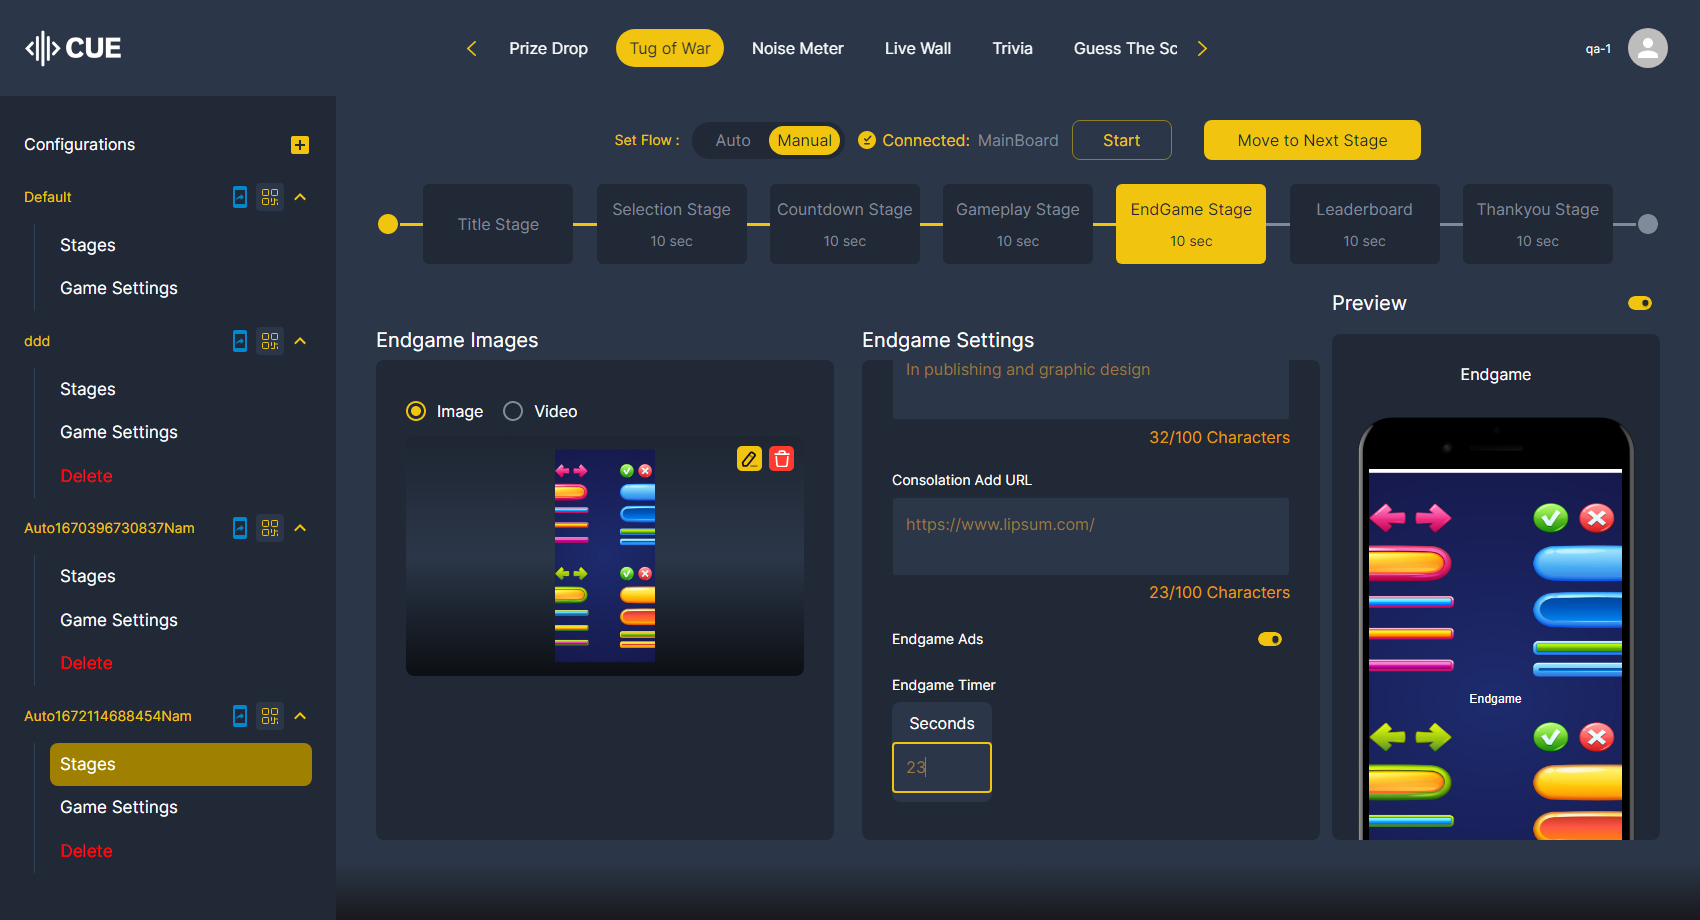 CUE
Prize Drop
Tug of War
Noise Meter
Live Wall
Trivia
Guess The Sc
qa-1
Configurations
Default
Stages
Game Settings
ddd
Stages
Game Settings
Delete
Auto1670396730837Nam
Stages
Game Settings
Delete
Auto1672114688454Nam
Stages
Game Settings
Delete
Set Flow :
Auto
Manual
Connected: MainBoard
Start
Move to Next Stage
Title Stage
Selection Stage
10 sec
Countdown Stage
10 sec
Gameplay Stage
10 sec
EndGame Stage
10 sec
Leaderboard
10 sec
Thankyou Stage
10 sec
Endgame Images
Image
Video
Endgame Settings
In publishing and graphic design
32/100 Characters
Consolation Add URL
https://www.lipsum.com/
23/100 Characters
Endgame Ads
Endgame Timer
Seconds
23
Preview
Endgame
Endgame